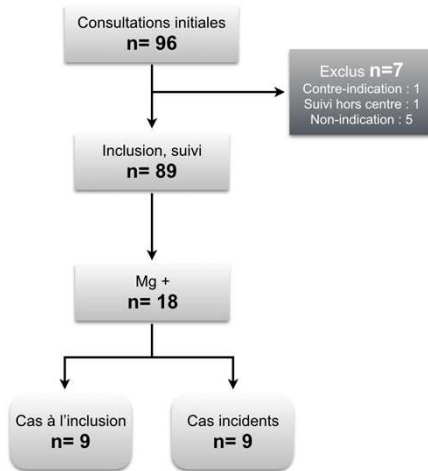 Consultations initiales
n= 96
Exclus n=7
Contre-indication : 1
Suivi hors centre : 1
Non-indication : 5
Inclusion, suivi
n= 89
Mg +
n= 18
Cas à l'inclusion
n= 9
Cas incidents
n= 9